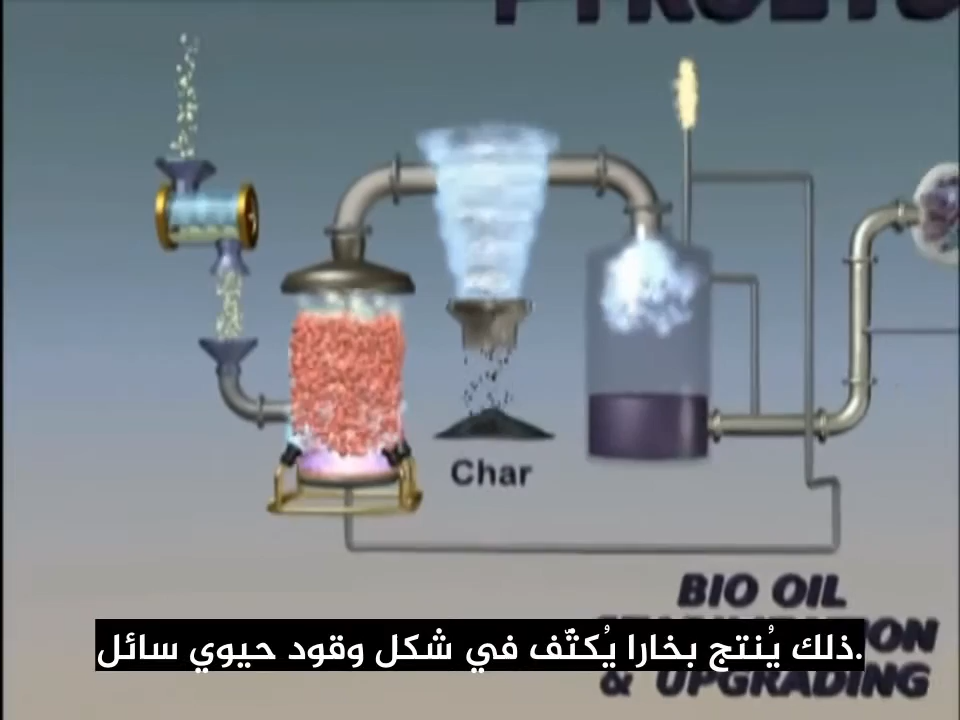 Char
BIO OIL
ذلك يُنتج بخارا يُكثّف في شكل وقود حيوي سائل.
& UPGRADING